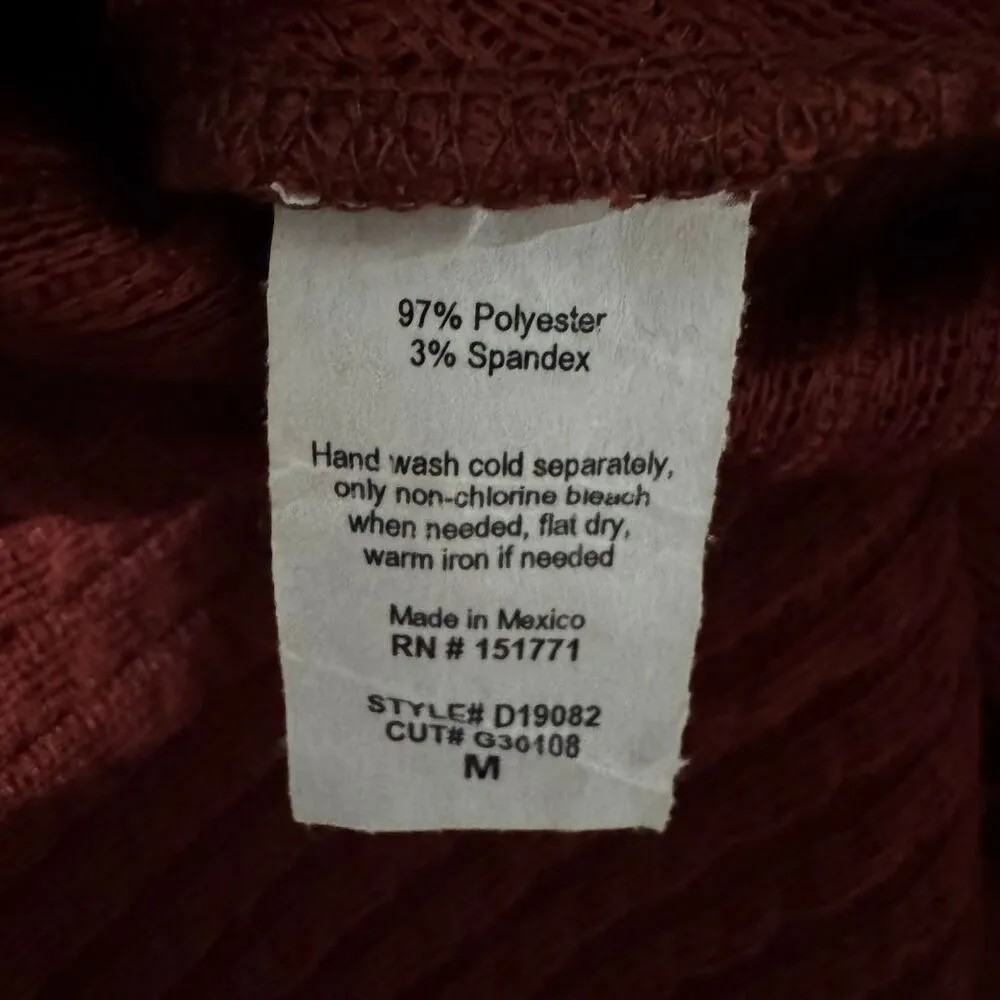 97% Polyester
3% Spandex
Hand wash cold separately,
only non-chlorine bleach
when needed, flat dry,
warm iron if needed
Made in Mexico
RN # 151771
STYLE# D19082
CUT# G30108
M